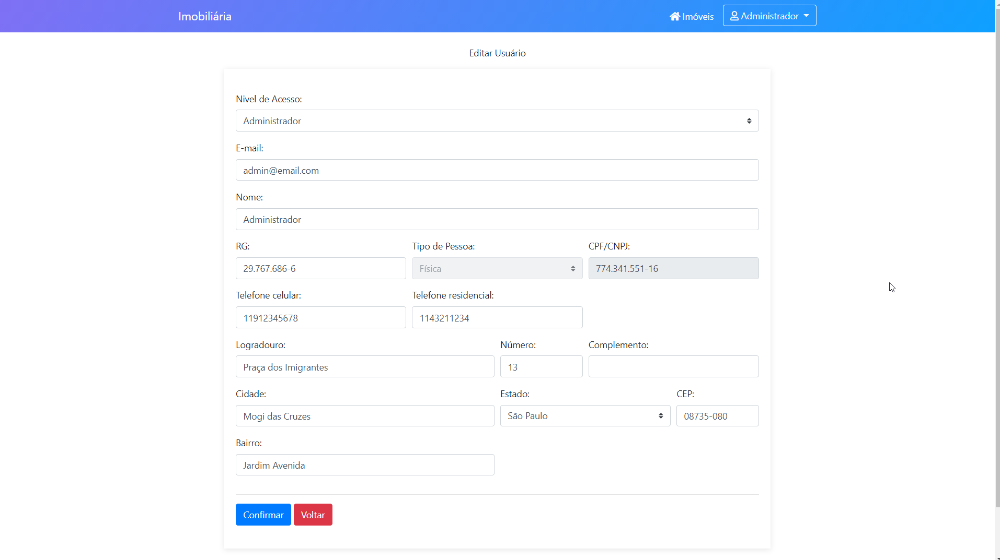 Imobiliária
Imóveis
Administrador
Editar Usuário
Nivel de Acesso:
Administrador
E-mail:
admin@email.com
Nome:
Administrador
RG: Tipo de Pessoa: CPF/CNPJ:
29.767.686-6 Física 774.341.551-16
Telefone celular: Telefone residencial:
11912345678 1143211234
Logradouro: Número: Complemento:
Praça dos Imigrantes 13
Cidade: Estado: CEP:
Mogi das Cruzes São Paulo 08735-080
Bairro:
Jardim Avenida
Confirmar Voltar